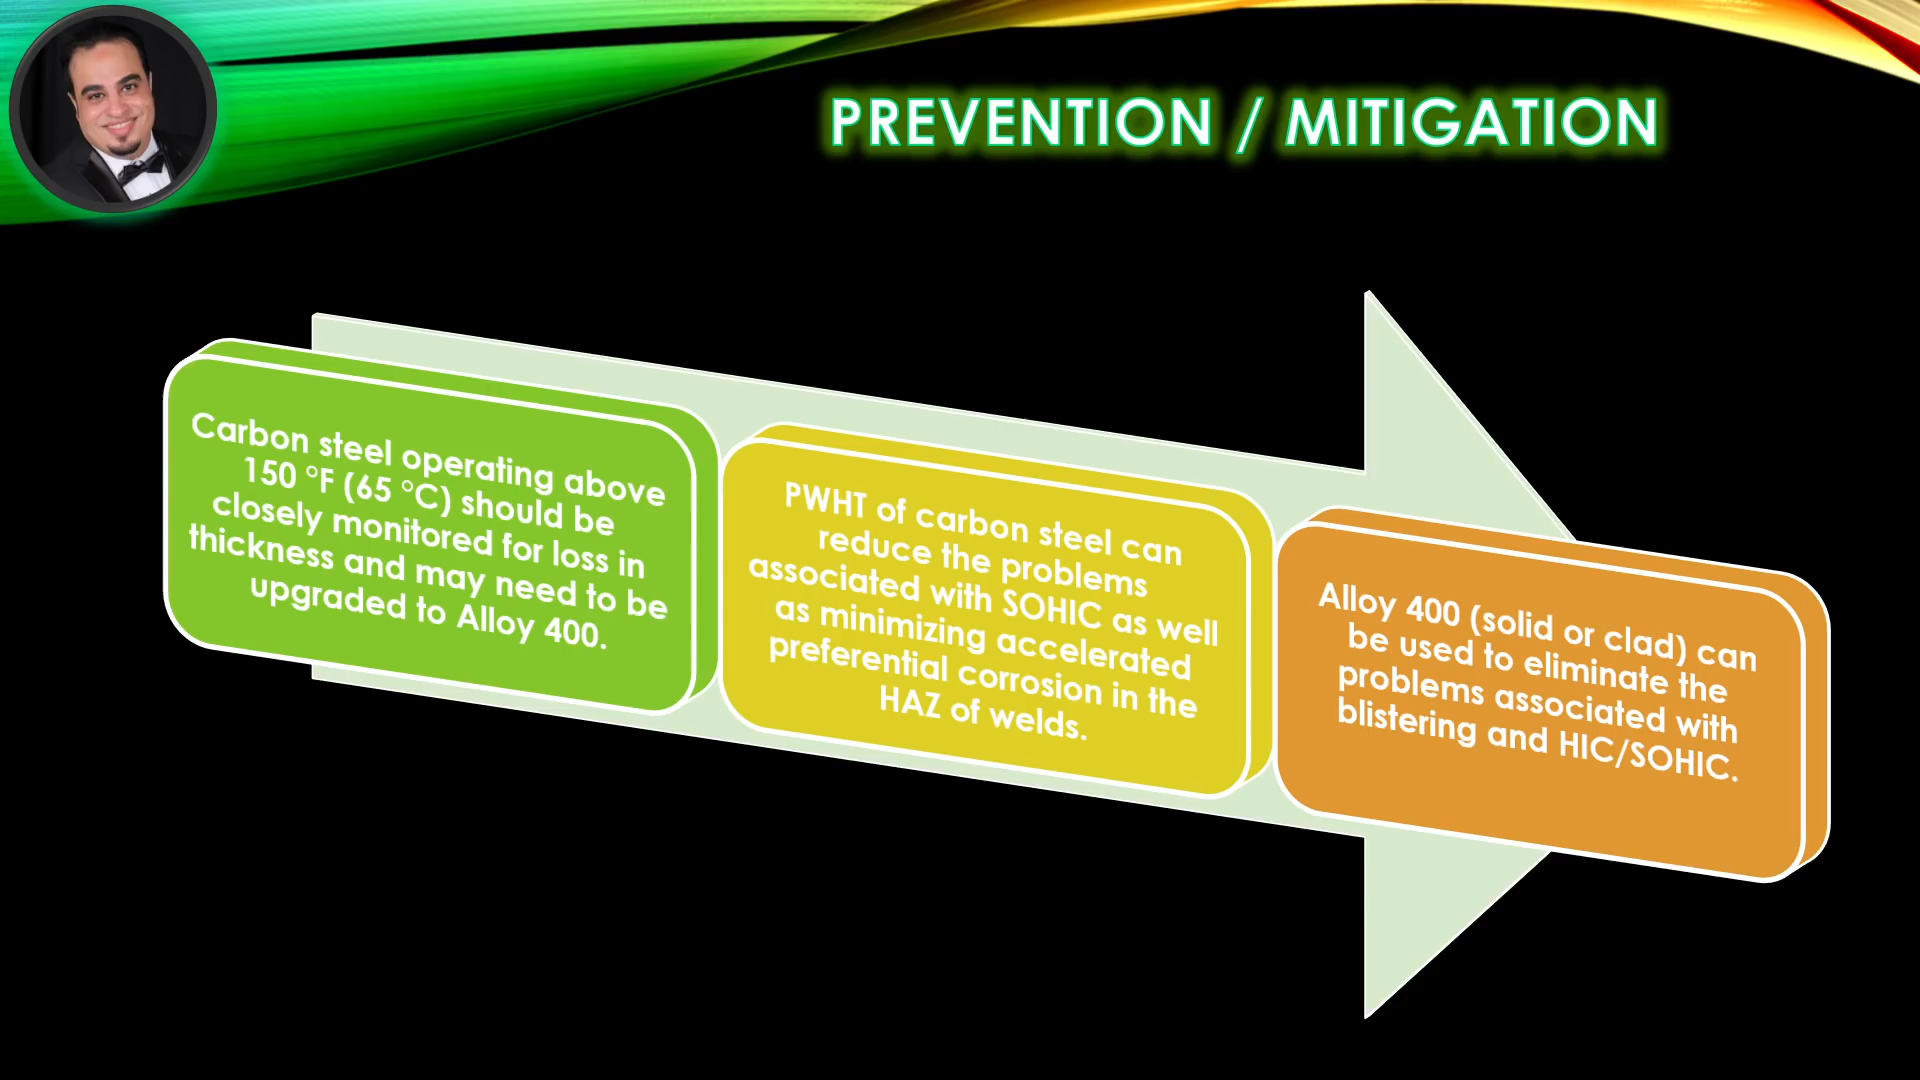 PREVENTION / MITIGATION
Carbon steel operating above
150 °F (65 °C) should be
closely monitored for loss in
thickness and may need to be
upgraded to Alloy 400.
PWHT of carbon steel can
reduce the problems
associated with SOHIC as well
as minimizing accelerated
preferential corrosion in the
HAZ of welds.
Alloy 400 (solid or clad) can
be used to eliminate the
problems associated with
blistering and HIC/SOHIC.